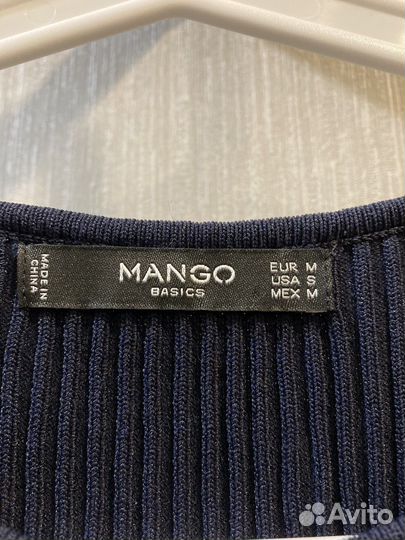 MADE IN
CHINA
MANGO
BASICS
EUR M
USA S
MEX M
Avito